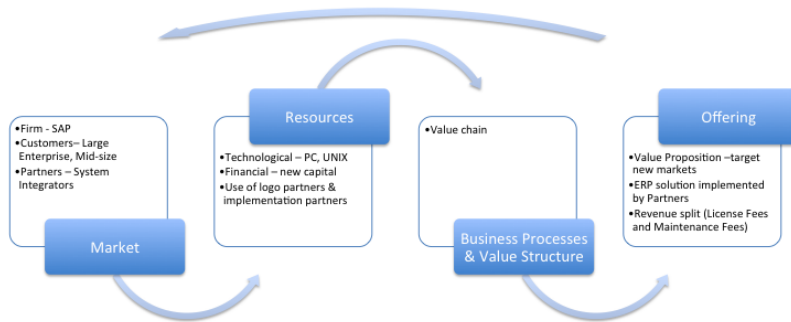 •Firm - SAP
•Customers– Large
Enterprise, Mid-size
•Partners – System
Integrators
Market
Resources
•Technological – PC, UNIX
•Financial – new capital
•Use of logo partners &
implementation partners
•Value chain
Business Processes
& Value Structure
Offering
•Value Proposition –target
new markets
•ERP solution implemented
by Partners
•Revenue split (License Fees
and Maintenance Fees)